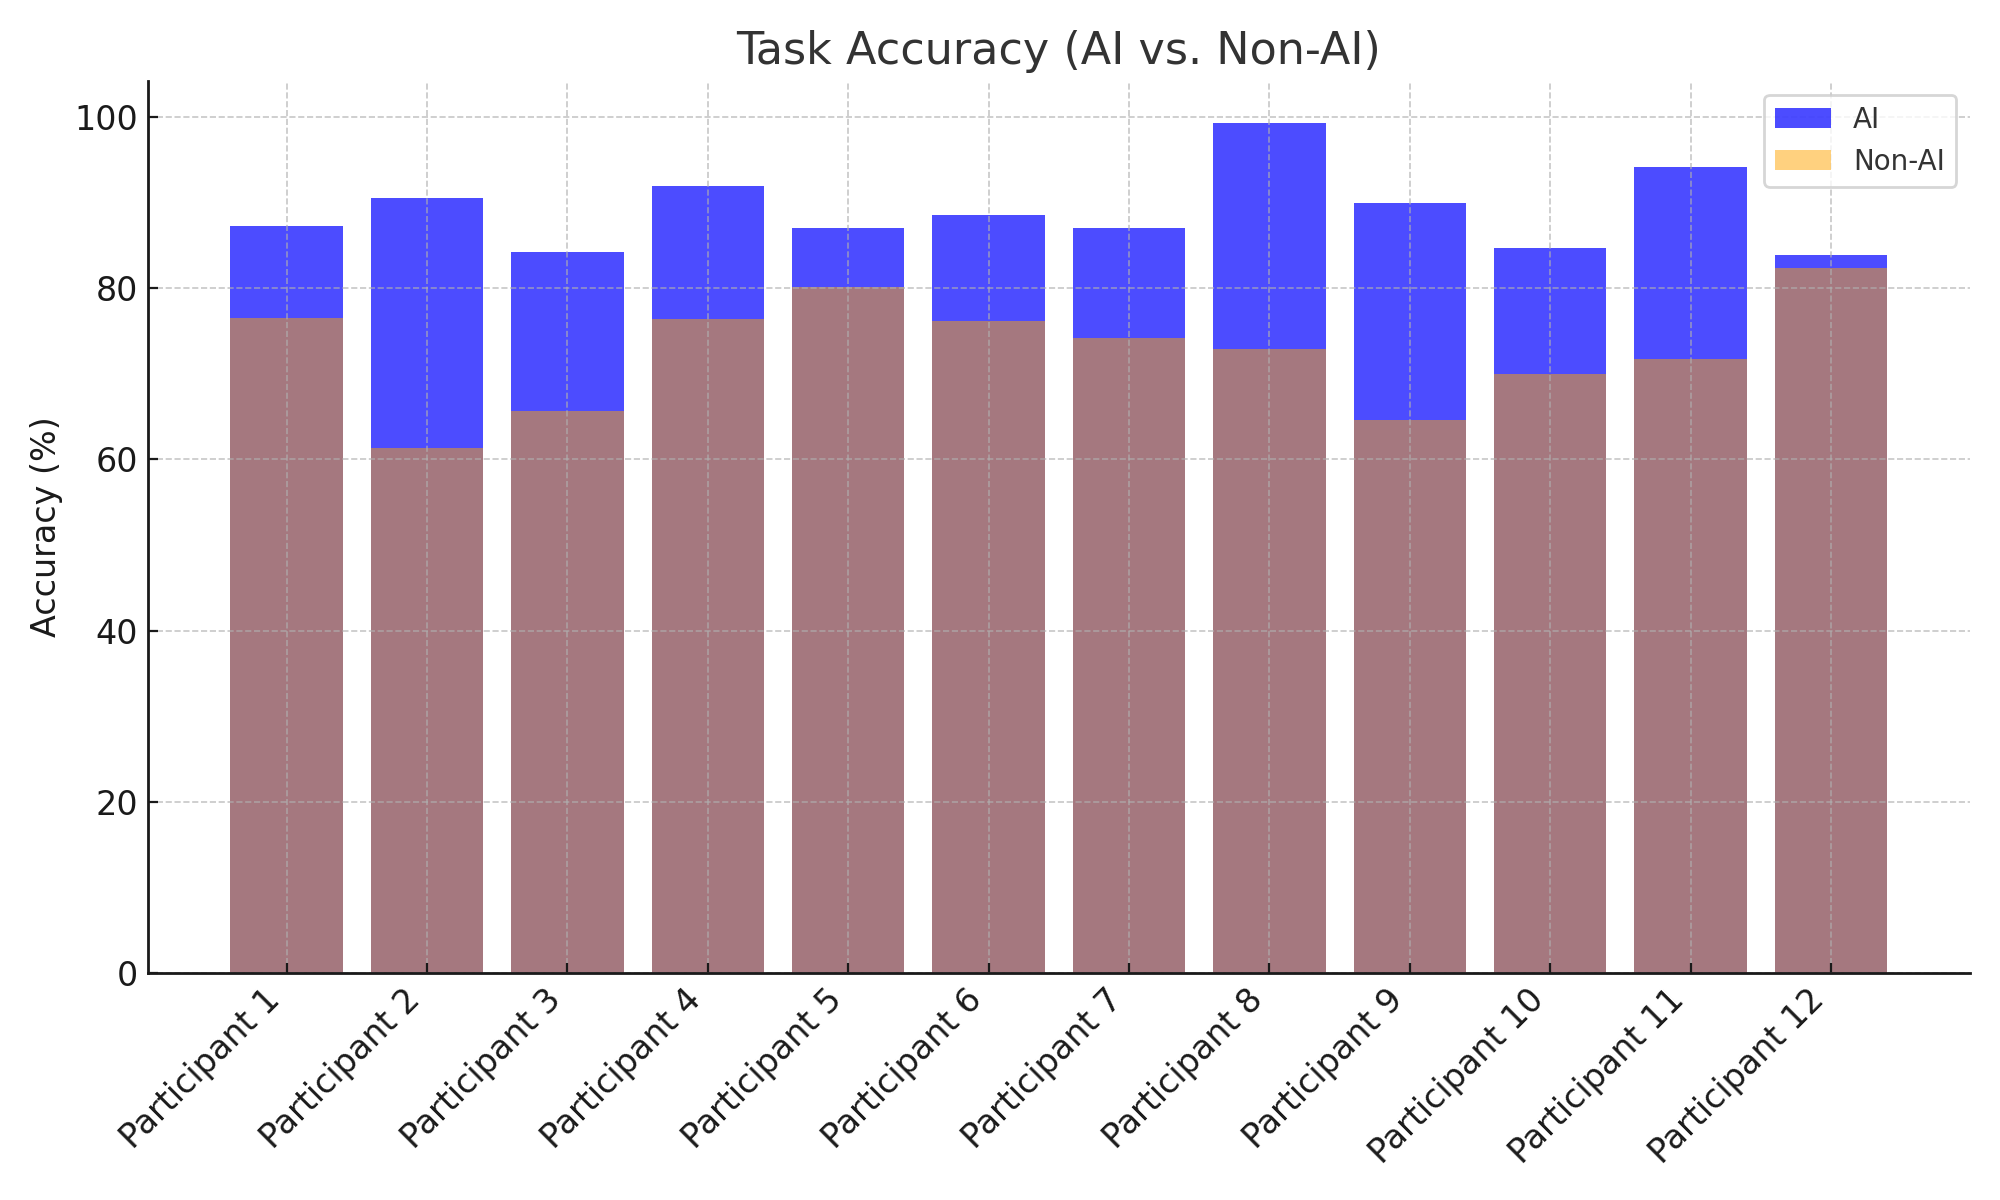 Task Accuracy (AI vs. Non-AI)
AI
Non-AI
Accuracy (%)
100
80
60
40
20
0
Participant 1
Participant 2
Participant 3
Participant 4
Participant 5
Participant 6
Participant 7
Participant 8
Participant 9
Participant 10
Participant 11
Participant 12